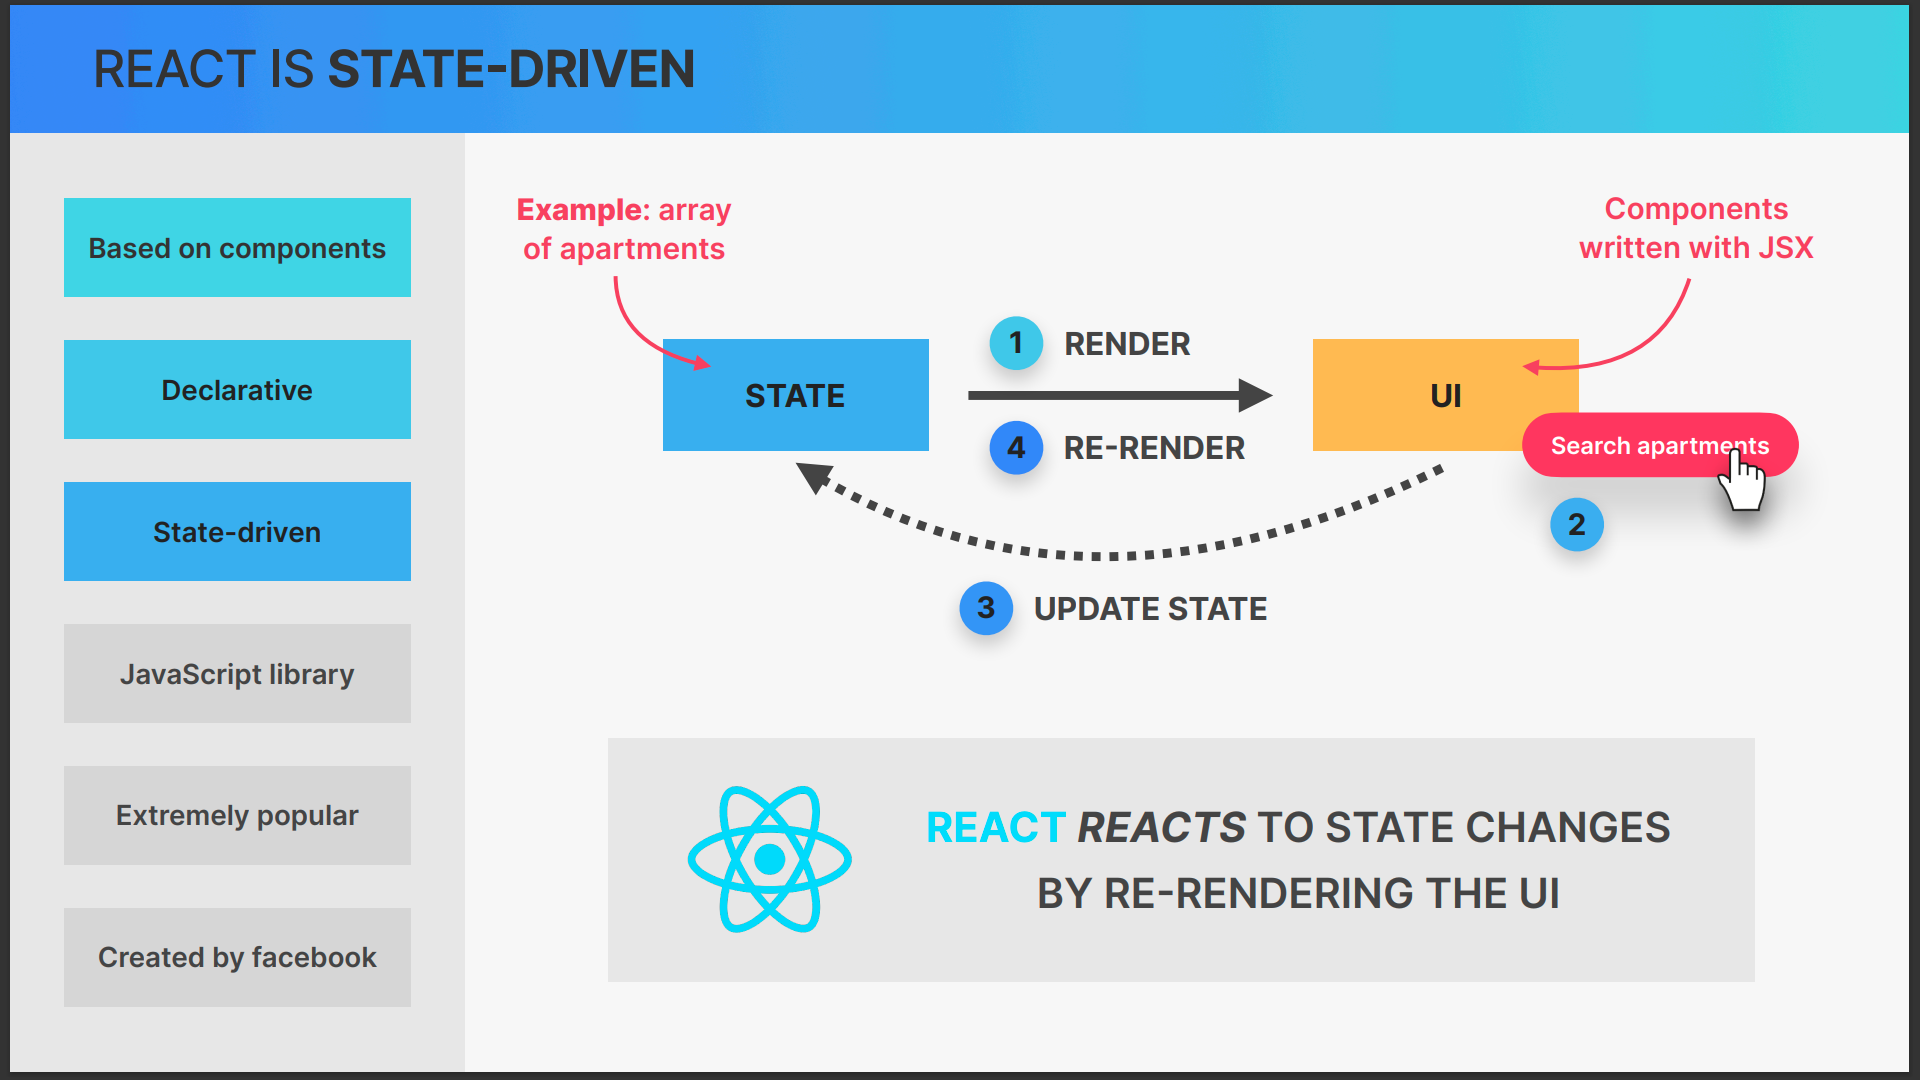 REACT IS STATE-DRIVEN
Based on components
Declarative
State-driven
JavaScript library
Extremely popular
Created by facebook
Example: array
of apartments
Components
written with JSX
STATE
1 RENDER
4 RE-RENDER
UI
Search apartments
2
3 UPDATE STATE
REACT REACTS TO STATE CHANGES
BY RE-RENDERING THE UI